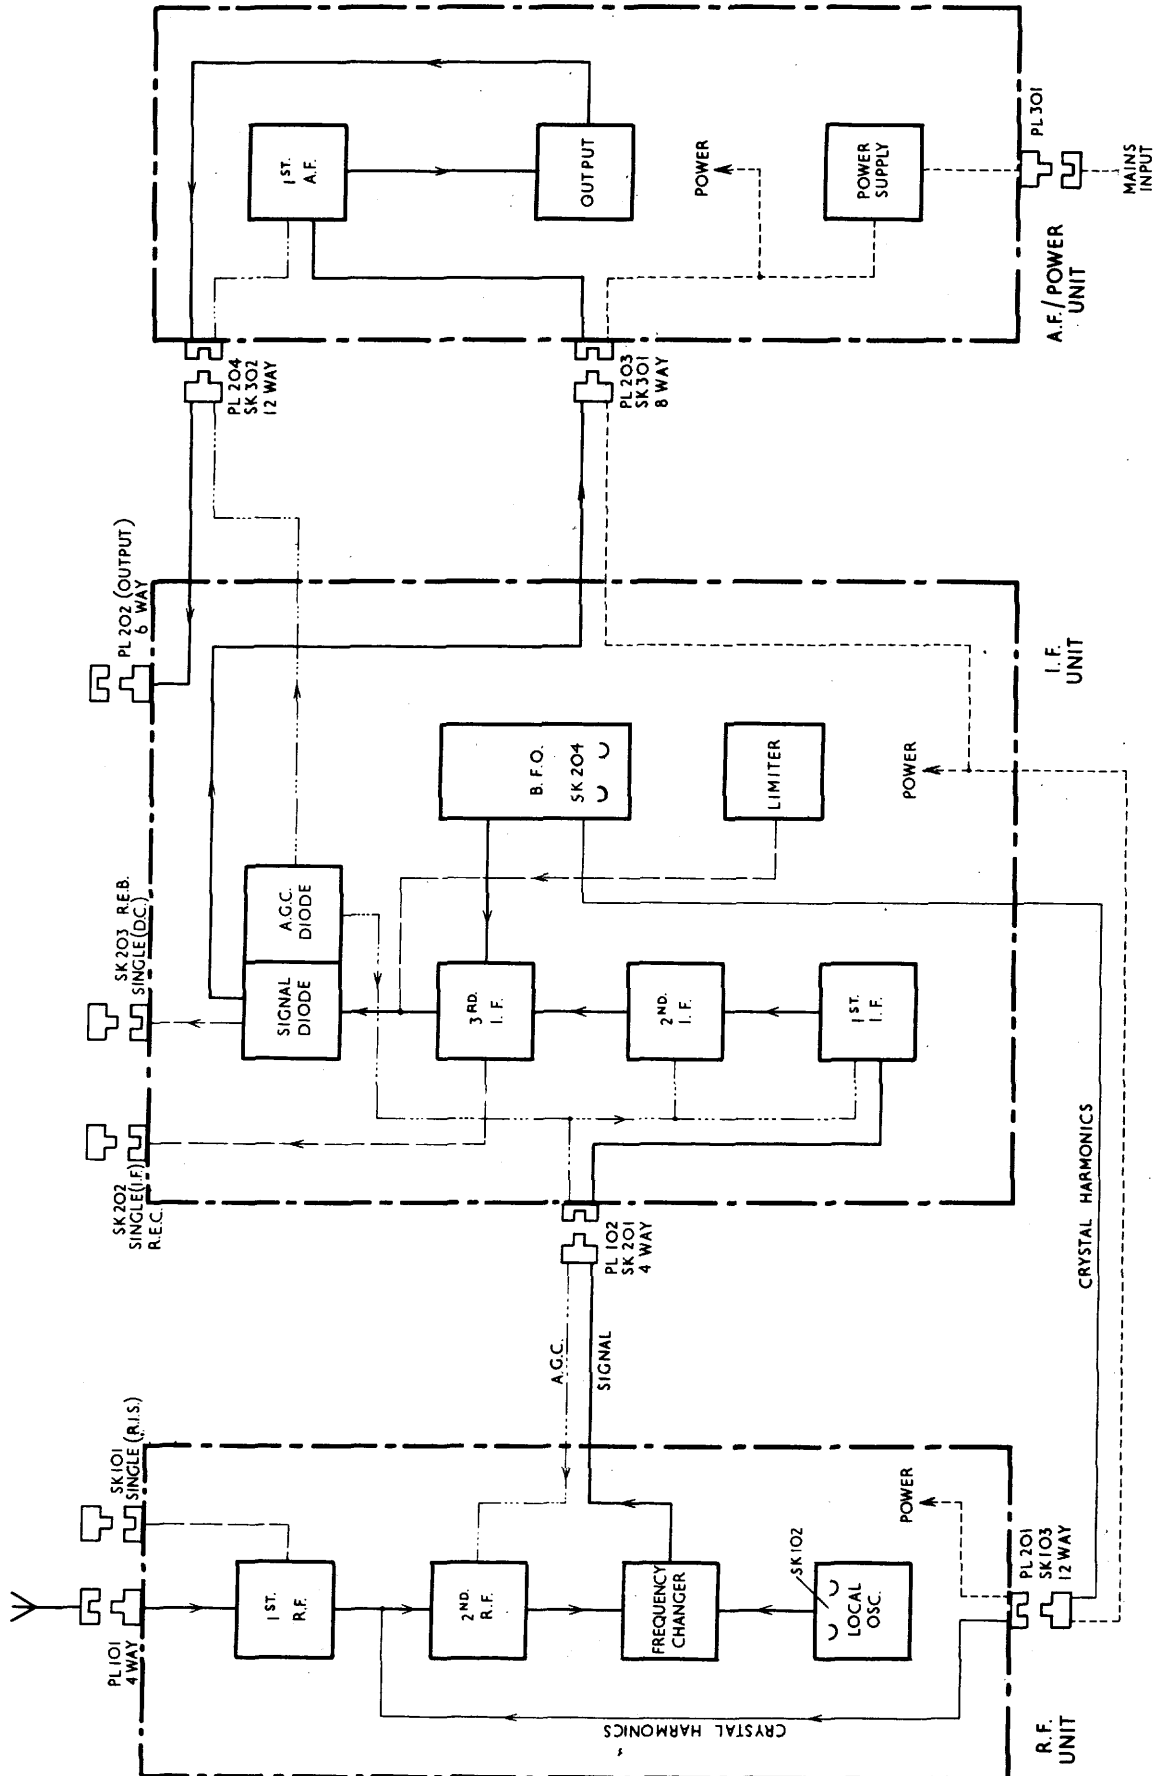 PL101
4 WAY
SK101
SINGLE (R.I.S.)
1ST.
R.F.
2ND.
R.F.
FREQUENCY
CHANGER
SK102
LOCAL
OSC.
POWER
CRYSTAL HARMONICS
PL201
SK103
12 WAY
R.F.
UNIT
A.G.C.
SIGNAL
PL102
SK201
4 WAY
CRYSTAL HARMONICS
SK202
SINGLE (I.F.)
R.E.C.
SK203 R.E.B.
SINGLE (D.C.)
PL202 (OUTPUT)
6 WAY
SIGNAL
DIODE
A.G.C.
DIODE
3RD.
I.F.
2ND.
I.F.
1ST.
I.F.
B.F.O.
SK204
LIMITER
POWER
I.F.
UNIT
PL204
SK302
12 WAY
PL203
SK301
8 WAY
1ST.
A.F.
OUTPUT
POWER
POWER
SUPPLY
PL301
MAINS
INPUT
A.F./POWER
UNIT